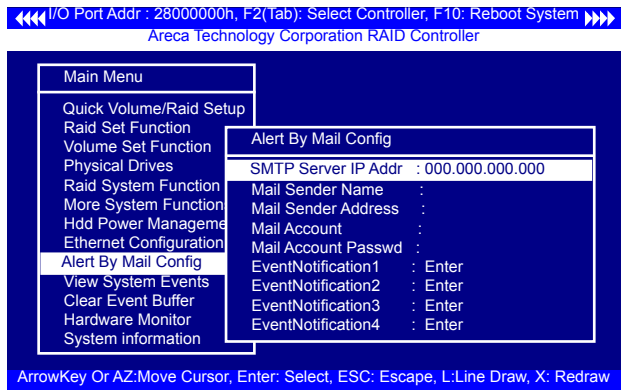 I/O Port Addr : 28000000h, F2(Tab): Select Controller, F10: Reboot System
Areca Technology Corporation RAID Controller
Main Menu
Quick Volume/Raid Setup
Raid Set Function
Volume Set Function
Physical Drives
Raid System Function
More System Function
Hdd Power Manageme
Ethernet Configuration
Alert By Mail Config
View System Events
Clear Event Buffer
Hardware Monitor
System information
Alert By Mail Config
SMTP Server IP Addr : 000.000.000.000
Mail Sender Name :
Mail Sender Address :
Mail Account :
Mail Account Passwd :
EventNotification1 : Enter
EventNotification2 : Enter
EventNotification3 : Enter
EventNotification4 : Enter
ArrowKey Or AZ:Move Cursor, Enter: Select, ESC: Escape, L:Line Draw, X: Redraw